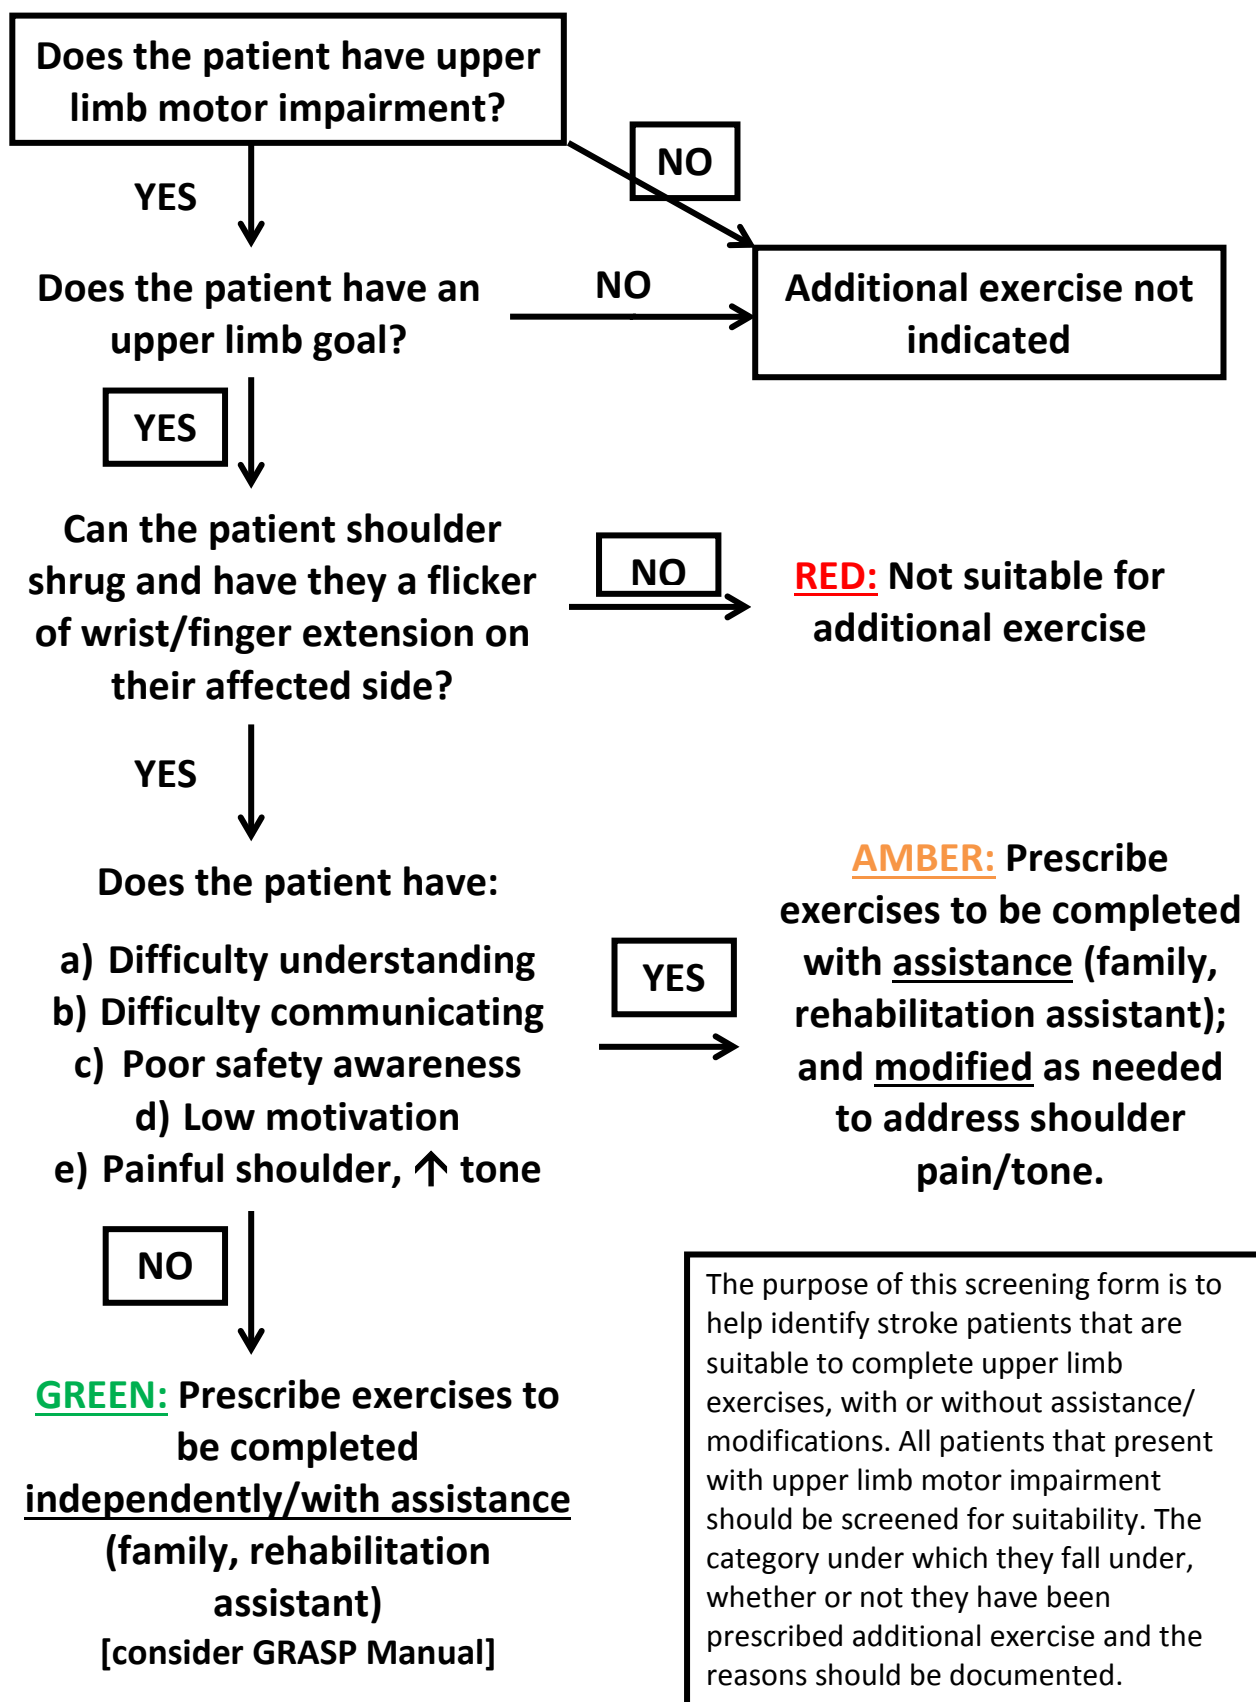 Does the patient have upper
limb motor impairment?
NO
YES
Does the patient have an
upper limb goal?
NO
Additional exercise not
indicated
YES
Can the patient shoulder
shrug and have they a flicker
of wrist/finger extension on
their affected side?
NO
RED: Not suitable for
additional exercise
YES
Does the patient have:
a) Difficulty understanding
b) Difficulty communicating
c) Poor safety awareness
d) Low motivation
e) Painful shoulder, ↑ tone
YES
AMBER: Prescribe
exercises to be completed
with assistance (family,
rehabilitation assistant);
and modified as needed
to address shoulder
pain/tone.
NO
GREEN: Prescribe exercises to
be completed
independently/with assistance
(family, rehabilitation
assistant)
[consider GRASP Manual]
The purpose of this screening form is to
help identify stroke patients that are
suitable to complete upper limb
exercises, with or without assistance/
modifications. All patients that present
with upper limb motor impairment
should be screened for suitability. The
category under which they fall under,
whether or not they have been
prescribed additional exercise and the
reasons should be documented.